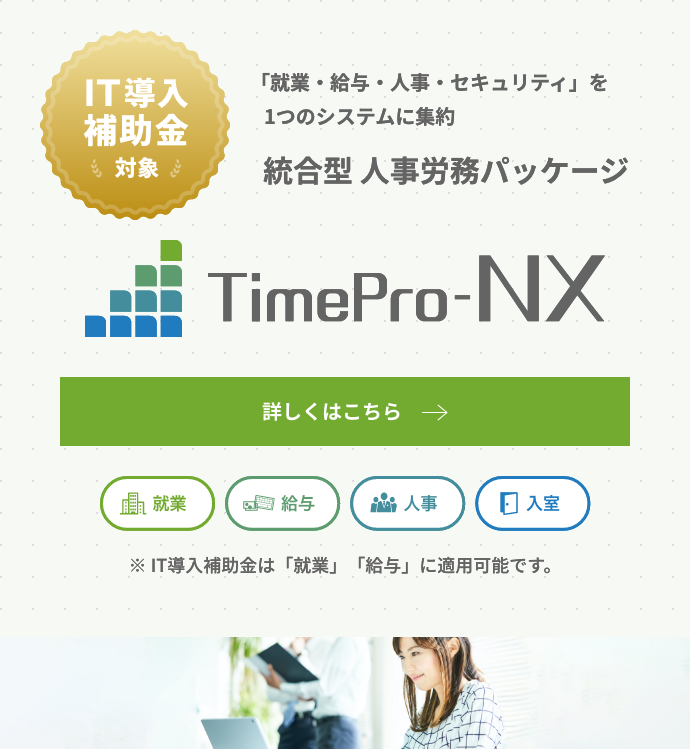 IT導入
補助金
対象
「就業・給与・人事・セキュリティ」を
1つのシステムに集約
統合型 人事労務パッケージ
TimePro-NX
詳しくはこちら →
就業
給与
人事
入室
※ IT導入補助金は「就業」「給与」に適用可能です。